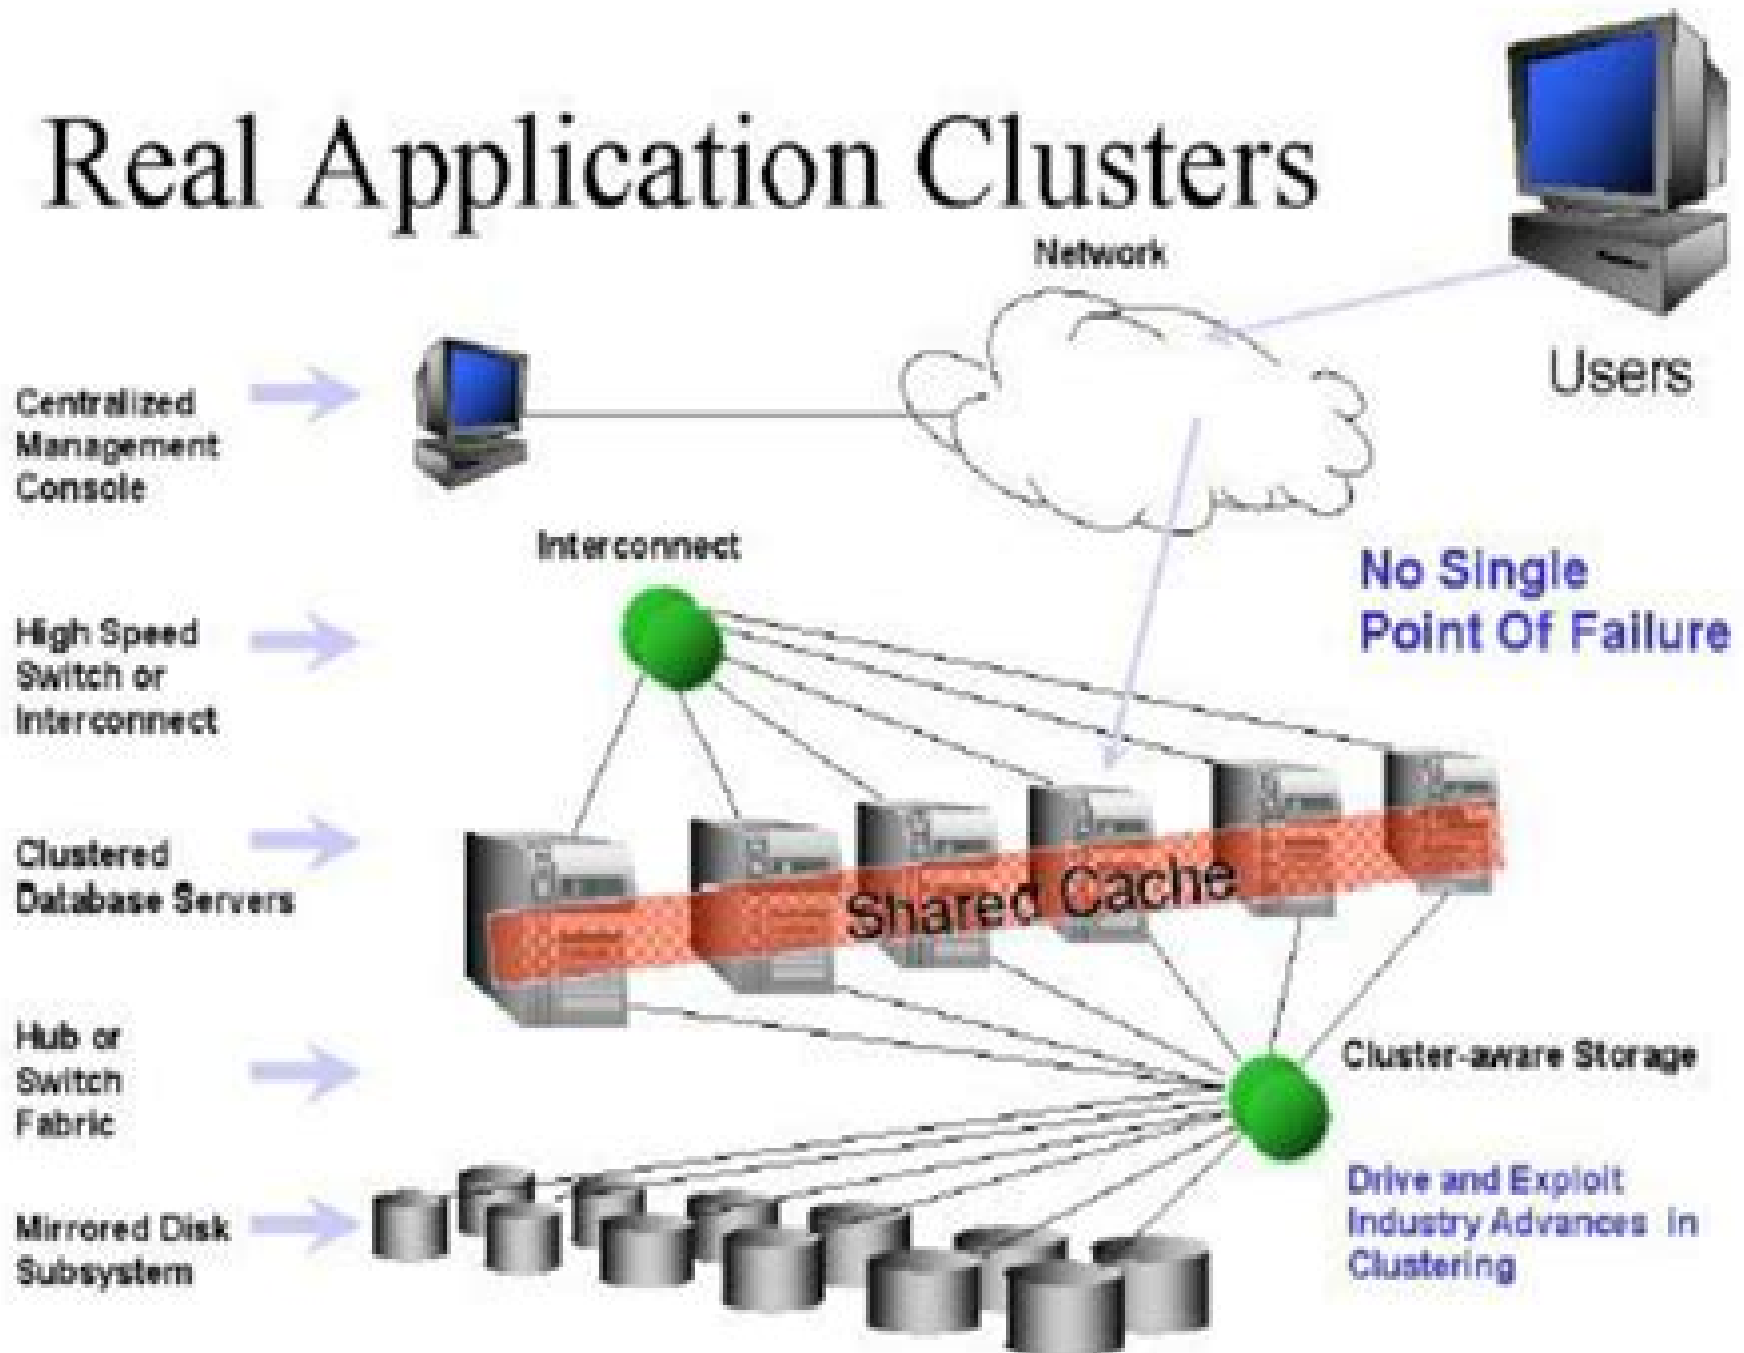 Real Application Clusters
Network
Users
Centralized
Management
Console
Interconnect
No Single
Point Of Failure
High Speed
Switch or
Interconnect
Clustered
Database Servers
Shared Cache
Hub or
Switch
Fabric
Cluster-aware Storage
Mirrored Disk
Subsystem
Drive and Exploit
Industry Advances in
Clustering